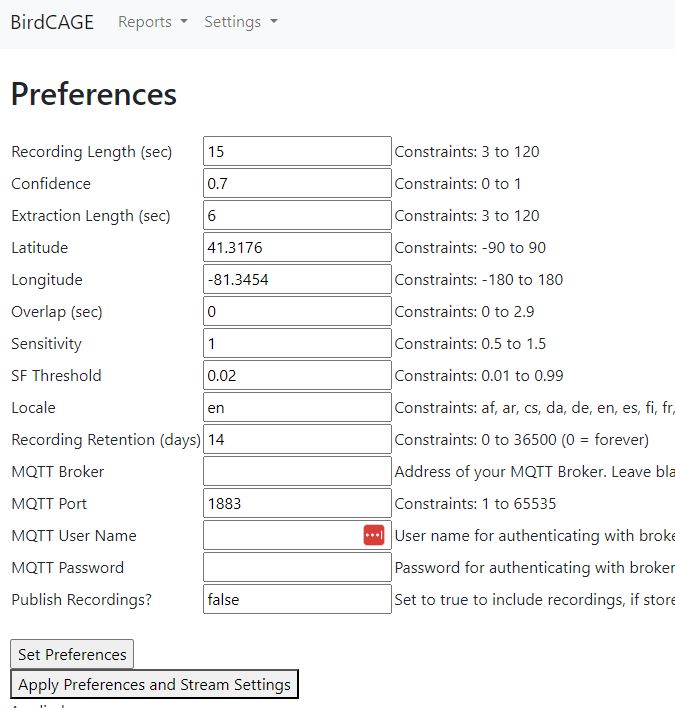 BirdCAGE Reports Settings
Preferences
Recording Length (sec) 15 Constraints: 3 to 120
Confidence 0.7 Constraints: 0 to 1
Extraction Length (sec) 6 Constraints: 3 to 120
Latitude 41.3176 Constraints: -90 to 90
Longitude -81.3454 Constraints: -180 to 180
Overlap (sec) 0 Constraints: 0 to 2.9
Sensitivity 1 Constraints: 0.5 to 1.5
SF Threshold 0.02 Constraints: 0.01 to 0.99
Locale en Constraints: af, ar, cs, da, de, en, es, fi, fr,
Recording Retention (days) 14 Constraints: 0 to 36500 (0 = forever)
MQTT Broker Address of your MQTT Broker. Leave bla
MQTT Port 1883 Constraints: 1 to 65535
MQTT User Name User name for authenticating with broke
MQTT Password Password for authenticating with broker
Publish Recordings? false Set to true to include recordings, if store
Set Preferences
Apply Preferences and Stream Settings